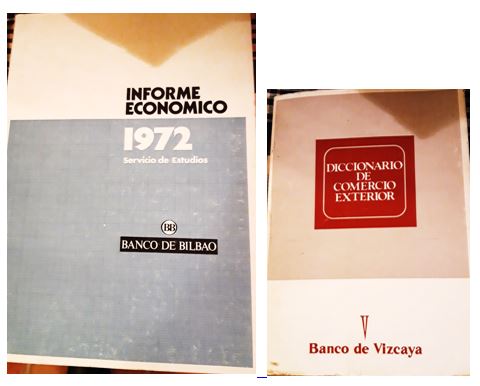 INFORME
ECONOMICO
1972
Servicio de Estudios
BB
BANCO DE BILBAO
DICCIONARIO
DE
COMERCIO
EXTERIOR
V
Banco de Vizcaya